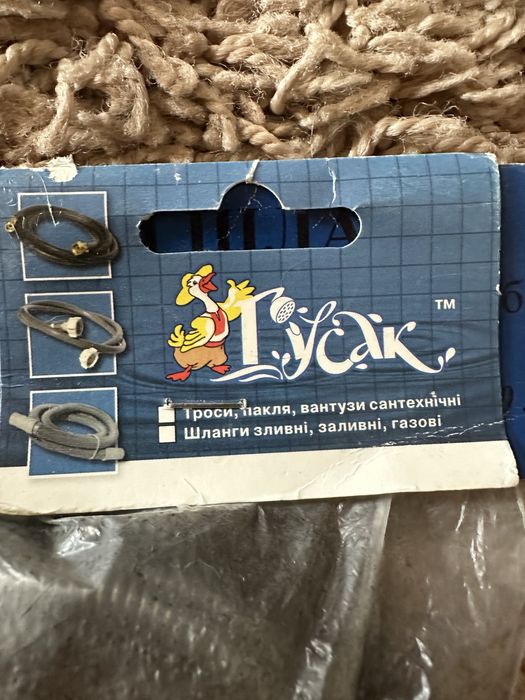 Гусак ™
Троси, пакля, вантузи сантехнічні
Шланги зливні, заливні, газові